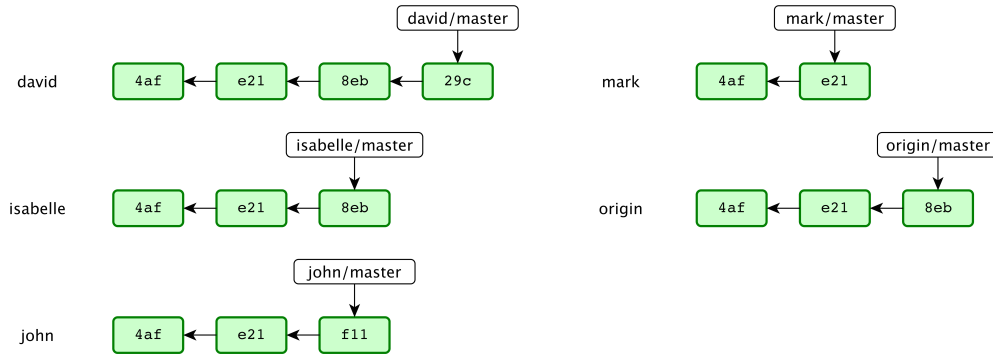 david/master
david 4af e21 8eb 29c
mark/master
mark 4af e21
isabelle/master
isabelle 4af e21 8eb
origin/master
origin 4af e21 8eb
john/master
john 4af e21 f11